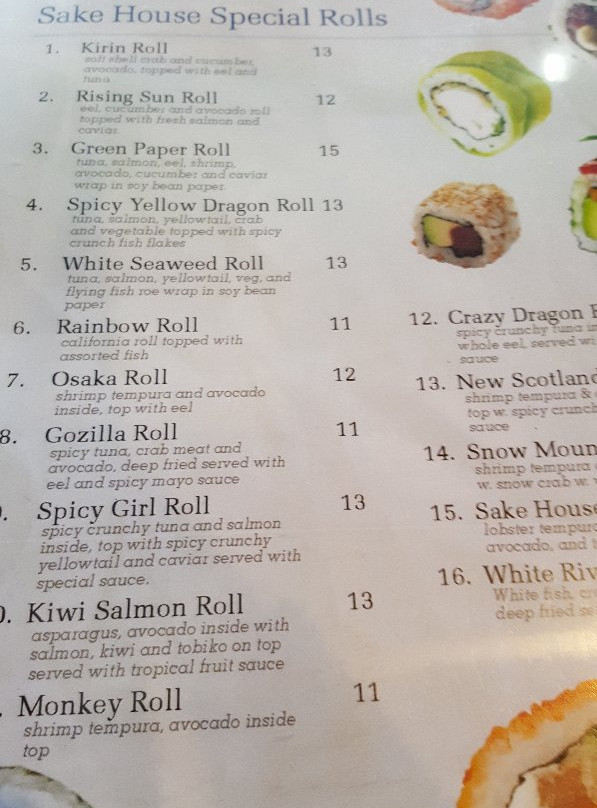 Sake House Special Rolls
1. Kirin Roll 13
soft shell crab and cucumber,
avocado, topped with eel and
tuna
2. Rising Sun Roll 12
eel, cucumber and avocado roll
topped with fresh salmon and
caviar.
3. Green Paper Roll 15
tuna, salmon, eel, shrimp,
avocado, cucumber and caviar
wrap in soy bean paper.
4. Spicy Yellow Dragon Roll 13
tuna, salmon, yellowtail, crab
and vegetable topped with spicy
crunch fish flakes
5. White Seaweed Roll 13
tuna, salmon, yellowtail, veg, and
flying fish roe wrap in soy bean
paper
6. Rainbow Roll 11
california roll topped with
assorted fish
7. Osaka Roll 12
shrimp tempura and avocado
inside, top with eel
8. Gozilla Roll 11
spicy tuna, crab meat and
avocado, deep fried served with
eel and spicy mayo sauce
. Spicy Girl Roll 13
spicy crunchy tuna and salmon
inside, top with spicy crunchy
yellowtail and caviar served with
special sauce.
0. Kiwi Salmon Roll 13
asparagus, avocado inside with
salmon, kiwi and tobiko on top
served with tropical fruit sauce
. Monkey Roll 11
shrimp tempura, avocado inside
top
12. Crazy Dragon
spicy crunchy tuna in
whole eel, served wi
sauce
13. New Scotland
shrimp tempura &
top w. spicy crunch
sauce
14. Snow Moun
shrimp tempura
w. snow crab w.
15. Sake House
lobster tempura
avocado, and t
16. White Riv
White fish, cr
deep fried se